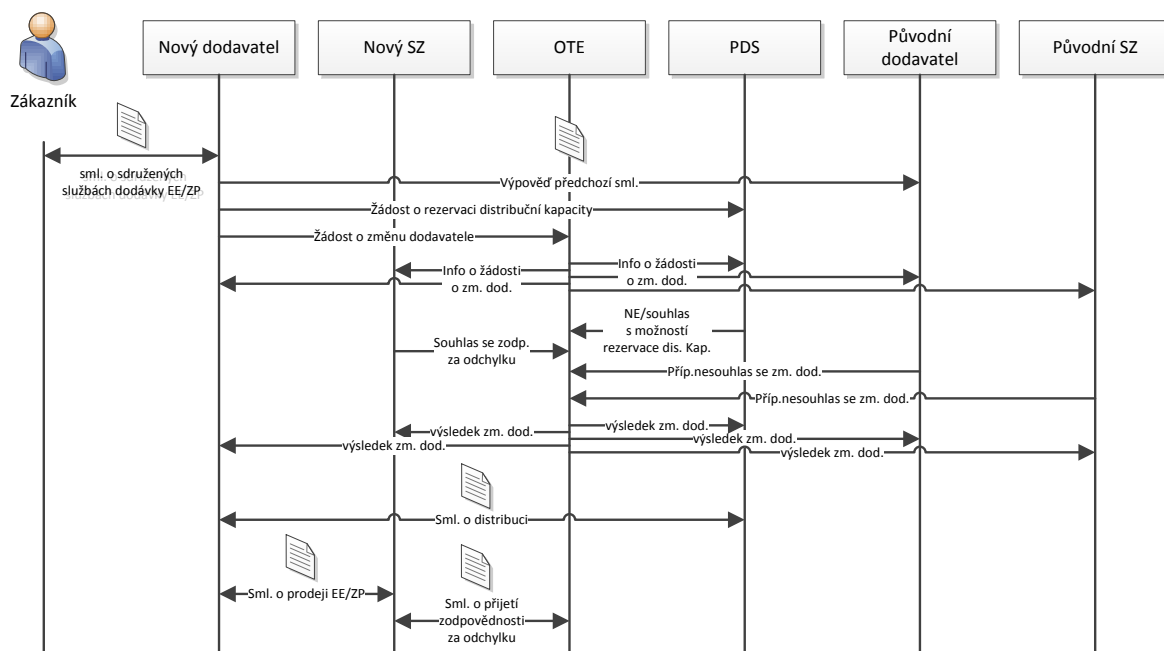 Zákazník
Nový dodavatel
Nový SZ
OTE
PDS
Původní
dodavatel
Původní SZ
sml. o sdružených
službách dodávky EE/ZP
Výpověď předchozí sml.
Žádost o rezervaci distribuční kapacity
Žádost o změnu dodavatele
Info o žádosti
o zm. dod.
Info o žádosti
o zm. dod.
NE/souhlas
s možností
rezervace dis. Kap.
Souhlas se zodp.
za odchylku
Příp.nesouhlas se zm. dod.
Příp.nesouhlas se zm. dod.
výsledek zm. dod.
výsledek zm. dod.
výsledek zm. dod.
výsledek zm. dod.
výsledek zm. dod.
Sml. o distribuci
Sml. o prodeji EE/ZP
Sml. o přijetí
zodpovědnosti
za odchylku